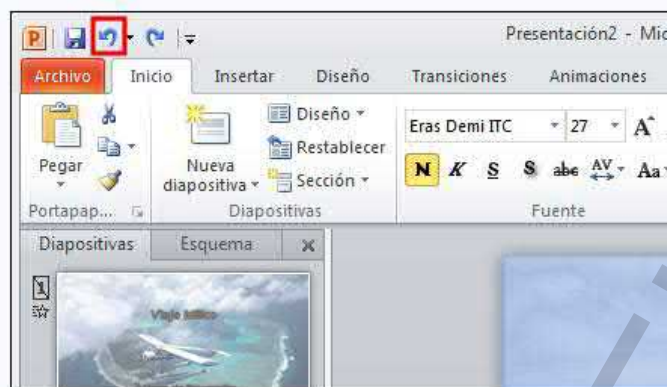 Presentación2 - Mic
Archivo Inicio Insertar Diseño Transiciones Animaciones
Pegar
Nueva diapositiva
Diseño
Restablecer
Sección
Eras Demi ITC 27 A
N K S S abc AV Aa
Portapap... Diapositivas Fuente
Diapositivas Esquema
1
Viaje